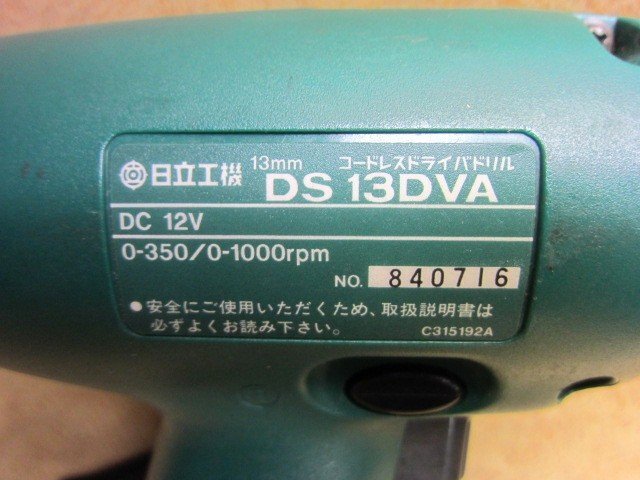 日立工機 13mm コードレスドライバドリル
DS 13DVA
DC 12V
0-350/0-1000rpm
NO. 840716
●安全にご使用いただくため、取扱説明書は
必ずよくお読み下さい。
C315192A